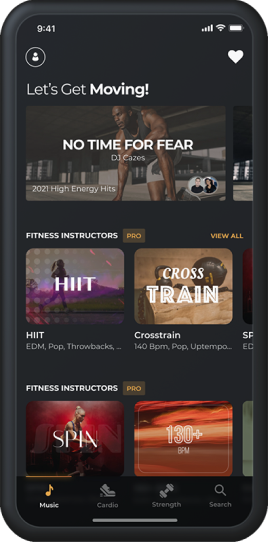 9:41
Let's Get Moving!
NO TIME FOR FEAR
DJ Cazes
2021 High Energy Hits
FITNESS INSTRUCTORS PRO VIEW ALL
HIIT
CROSS
TRAIN
HIIT
Crosstrain
SP
EDM, Pop, Throwbacks, ...
140 Bpm, Pop, Uptempo...
ED
FITNESS INSTRUCTORS PRO
SPIN
130+
BPM
Music
Cardio
Strength
Search